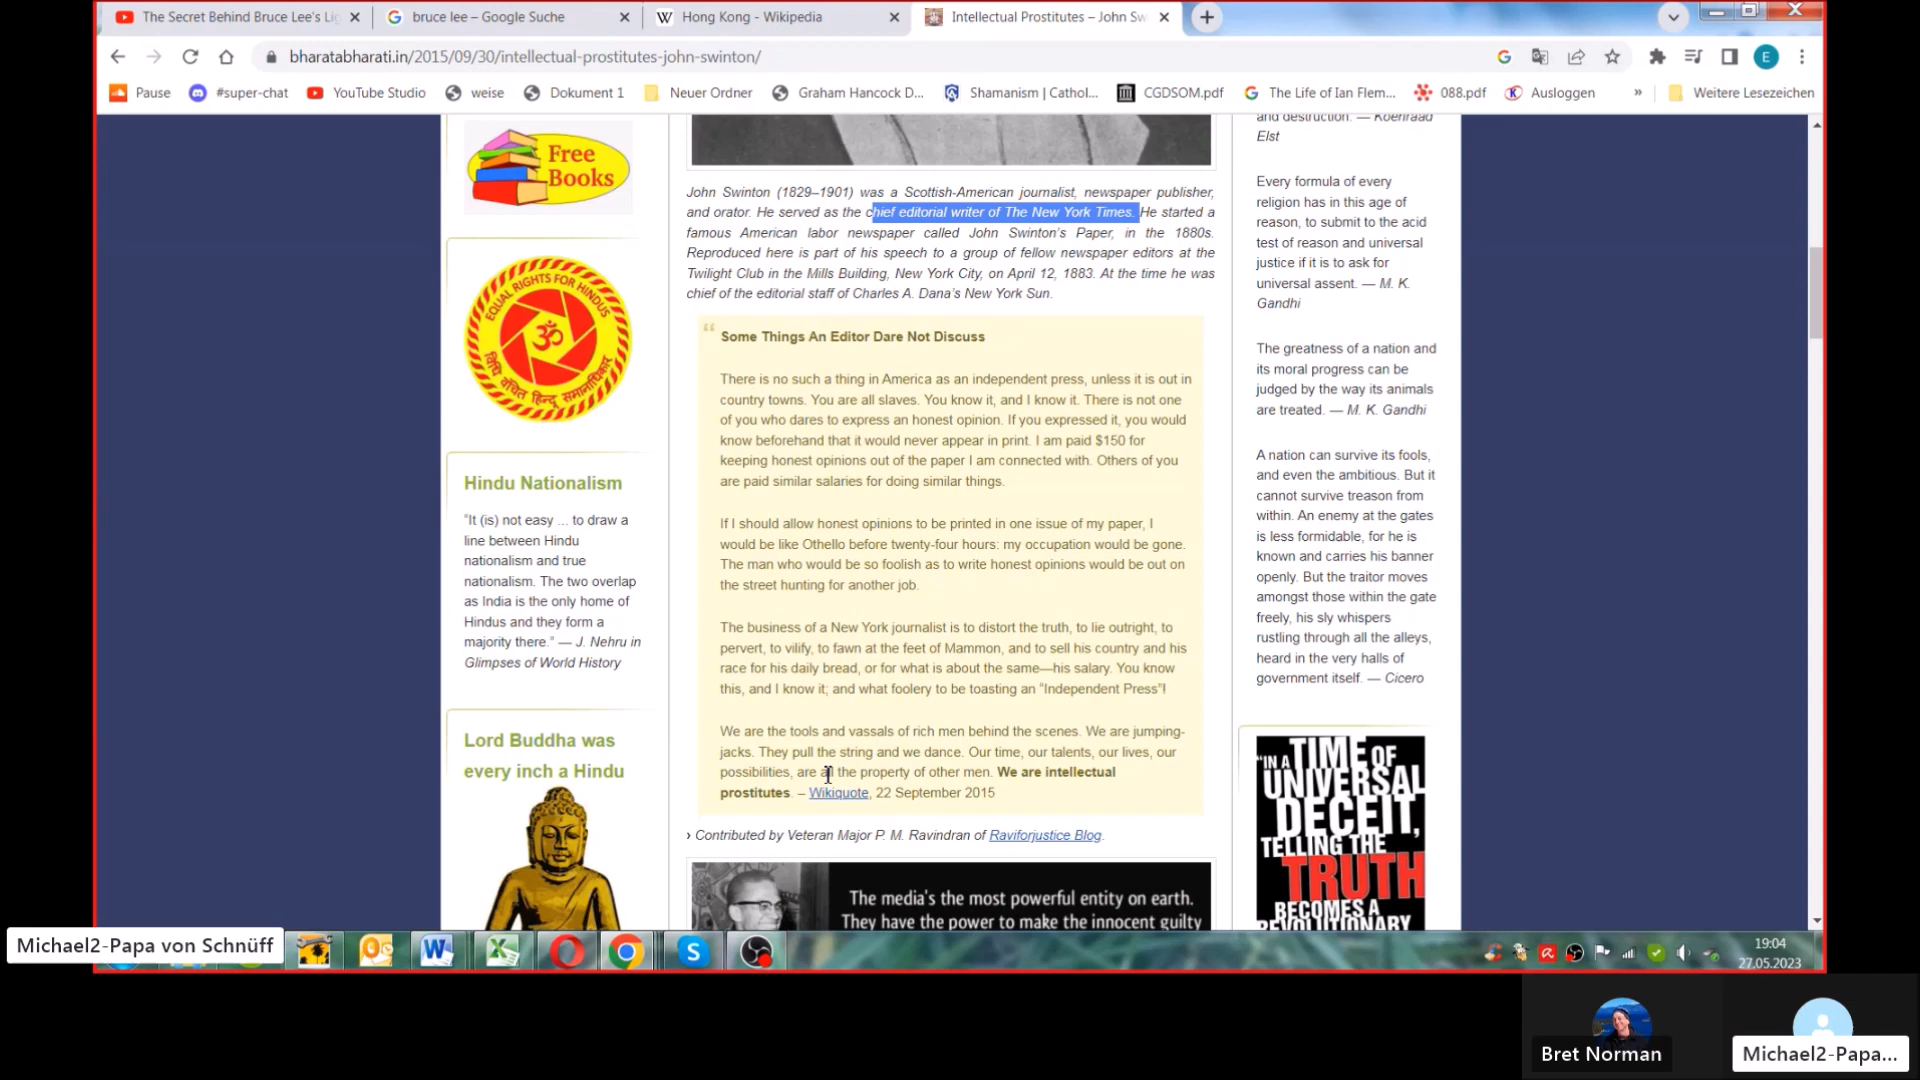 The Secret Behind Bruce Lee's Li
bruce lee – Google Suche
Hong Kong - Wikipedia
Intellectual Prostitutes – John Sw
bharatabharati.in/2015/09/30/intellectual-prostitutes-john-swinton/
E
Pause
#super-chat
YouTube Studio
weise
Dokument 1
Neuer Ordner
Graham Hancock D...
Shamanism | Cathol...
CGDSOM.pdf
The Life of Ian Flem...
088.pdf
Ausloggen
»
Weitere Lesezeichen
Free
Books
EQUAL RIGHTS FOR HINDUS
Hindu Nationalism
"It (is) not easy ... to draw a
line between Hindu
nationalism and true
nationalism. The two overlap
as India is the only home of
Hindus and they form a
majority there." — J. Nehru in
Glimpses of World History
Lord Buddha was
every inch a Hindu
John Swinton (1829–1901) was a Scottish-American journalist, newspaper publisher,
and orator. He served as the chief editorial writer of The New York Times. He started a
famous American labor newspaper called John Swinton's Paper, in the 1880s.
Reproduced here is part of his speech to a group of fellow newspaper editors at the
Twilight Club in the Mills Building, New York City, on April 12, 1883. At the time he was
chief of the editorial staff of Charles A. Dana's New York Sun.
Some Things An Editor Dare Not Discuss
There is no such a thing in America as an independent press, unless it is out in
country towns. You are all slaves. You know it, and I know it. There is not one
of you who dares to express an honest opinion. If you expressed it, you would
know beforehand that it would never appear in print. I am paid $150 for
keeping honest opinions out of the paper I am connected with. Others of you
are paid similar salaries for doing similar things.
If I should allow honest opinions to be printed in one issue of my paper, I
would be like Othello before twenty-four hours: my occupation would be gone.
The man who would be so foolish as to write honest opinions would be out on
the street hunting for another job.
The business of a New York journalist is to distort the truth, to lie outright, to
pervert, to vilify, to fawn at the feet of Mammon, and to sell his country and his
race for his daily bread, or for what is about the same—his salary. You know
this, and I know it; and what foolery to be toasting an "Independent Press"!
We are the tools and vassals of rich men behind the scenes. We are jumping-
jacks. They pull the string and we dance. Our time, our talents, our lives, our
possibilities, are all the property of other men. We are intellectual
prostitutes. – Wikiquote, 22 September 2015
› Contributed by Veteran Major P. M. Ravindran of Raviforjustice Blog.
The media's the most powerful entity on earth.
They have the power to make the innocent guilty
and destruction. — Koenraad
Elst
Every formula of every
religion has in this age of
reason, to submit to the acid
test of reason and universal
justice if it is to ask for
universal assent. — M. K.
Gandhi
The greatness of a nation and
its moral progress can be
judged by the way its animals
are treated. — M. K. Gandhi
A nation can survive its fools,
and even the ambitious. But it
cannot survive treason from
within. An enemy at the gates
is less formidable, for he is
known and carries his banner
openly. But the traitor moves
amongst those within the gate
freely, his sly whispers
rustling through all the alleys,
heard in the very halls of
government itself. — Cicero
"IN A TIME OF
UNIVERSAL
DECEIT,
TELLING THE
TRUTH
BECOMES A
REVOLUTIONARY
19:04
27.05.2023
Michael2-Papa von Schnüff
Bret Norman
Michael2-Papa...